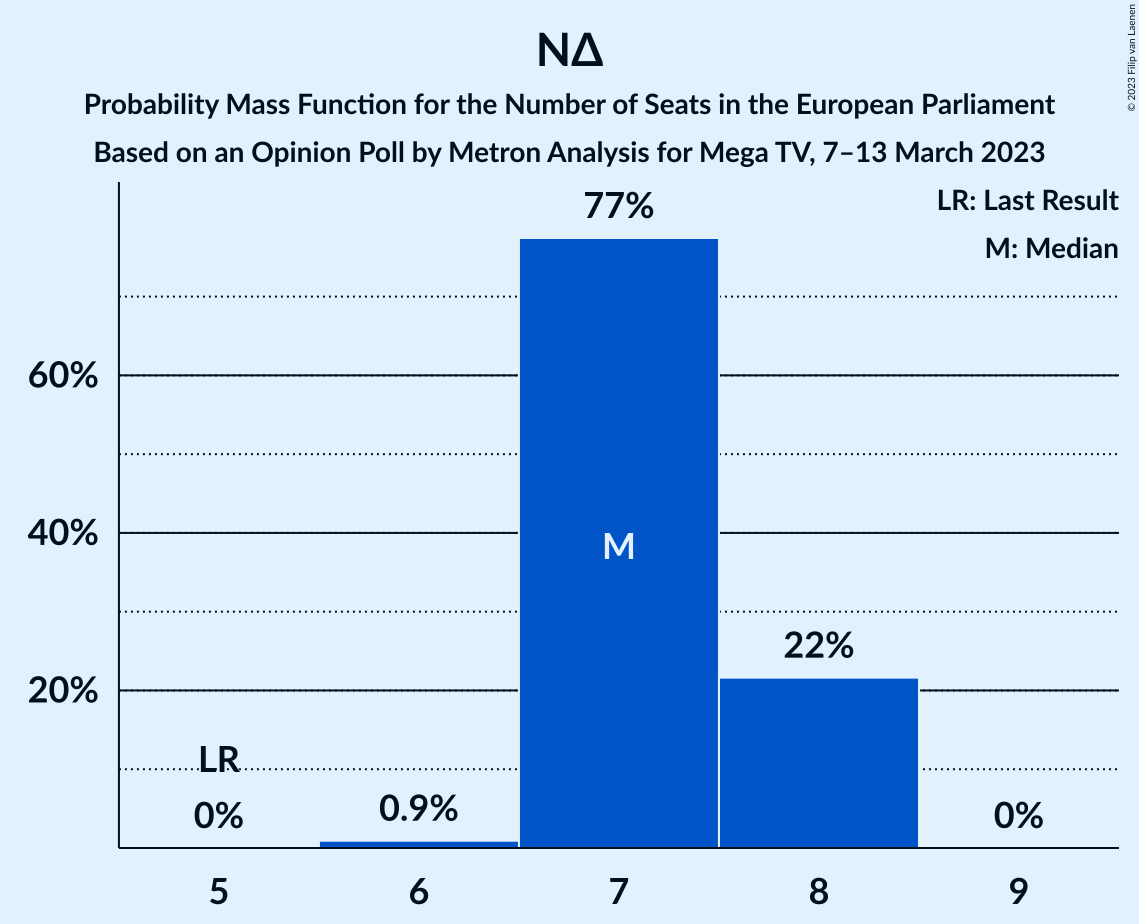 ΝΔ
Probability Mass Function for the Number of Seats in the European Parliament
Based on an Opinion Poll by Metron Analysis for Mega TV, 7–13 March 2023
© 2023 Filip van Laenen
LR: Last Result
M: Median
77%
60%
40%
20%
M
22%
LR
0%
0.9%
0%
5
6
7
8
9